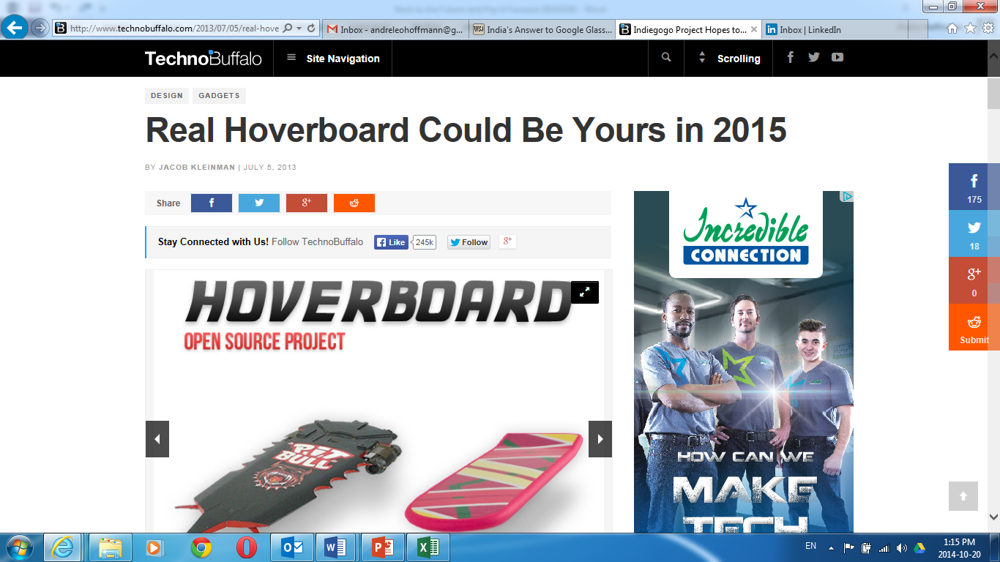 http://www.technobuffalo.com/2013/07/05/real-hove
Inbox - andreleohoffmann@g...
India's Answer to Google Glass...
Indiegogo Project Hopes to...
Inbox | LinkedIn
TechnoBuffalo
Site Navigation
Scrolling
DESIGN
GADGETS
Real Hoverboard Could Be Yours in 2015
BY JACOB KLEINMAN | JULY 5, 2013
Share
Stay Connected with Us! Follow TechnoBuffalo
Like
245k
Follow
HOVERBOARD
OPEN SOURCE PROJECT
PIT
BULL
Incredible
CONNECTION
HOW CAN WE
MAKE
TECH
175
18
0
Submit
EN
1:15 PM
2014-10-20